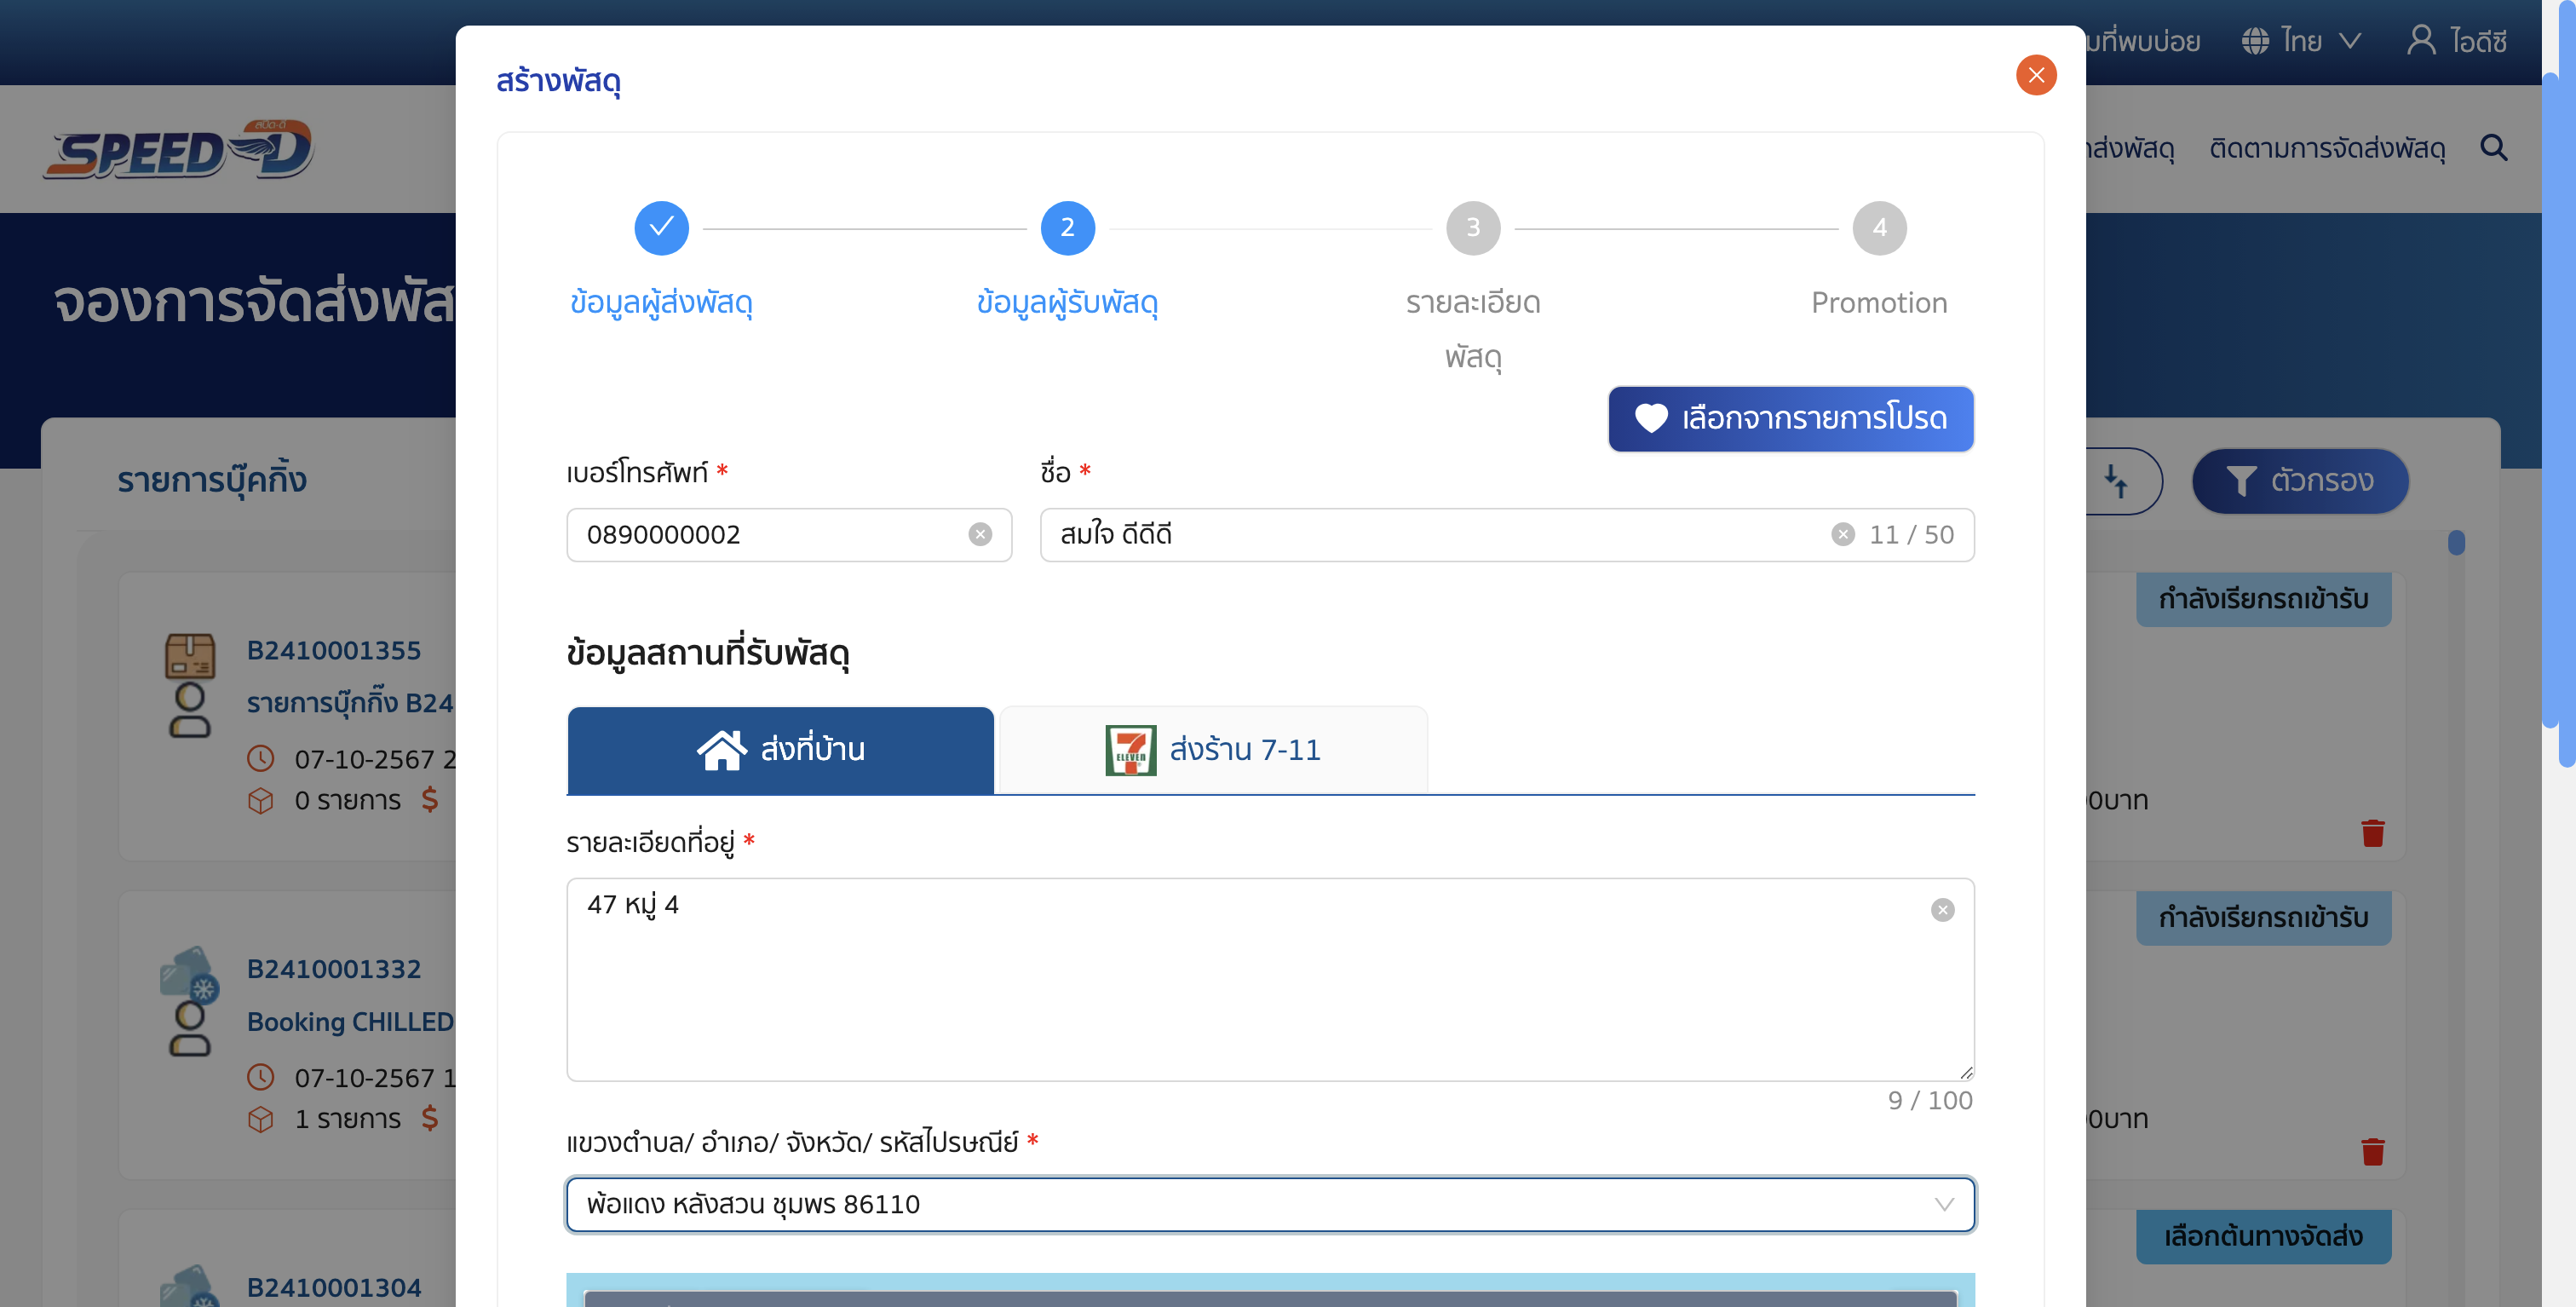 มที่พบบ่อย ไทย ไอดีซี
สร้างพัสดุ
สปีด-ดี
SPEED-D
ส่งพัสดุ ติดตามการจัดส่งพัสดุ
2 3 4
จองการจัดส่งพัส
ข้อมูลผู้ส่งพัสดุ ข้อมูลผู้รับพัสดุ รายละเอียด Promotion
พัสดุ
เลือกจากรายการโปรด
รายการบุ๊คกิ้ง
เบอร์โทรศัพท์ * ชื่อ *
ตัวกรอง
0890000002 สมใจ ดีดีดี 11 / 50
กำลังเรียกรถเข้ารับ
B2410001355
ข้อมูลสถานที่รับพัสดุ
รายการบุ๊กกิ๊ง B24
7 ELEVEN
ส่งที่บ้าน ส่งร้าน 7-11
07-10-2567 2
0 รายการ $
0บาท
รายละเอียดที่อยู่ *
47 หมู่ 4
กำลังเรียกรถเข้ารับ
B2410001332
Booking CHILLED
07-10-2567 1
9 / 100
1 รายการ $
0บาท
แขวงตำบล/ อำเภอ/ จังหวัด/ รหัสไปรษณีย์ *
พ้อแดง หลังสวน ชุมพร 86110
เลือกต้นทางจัดส่ง
B2410001304